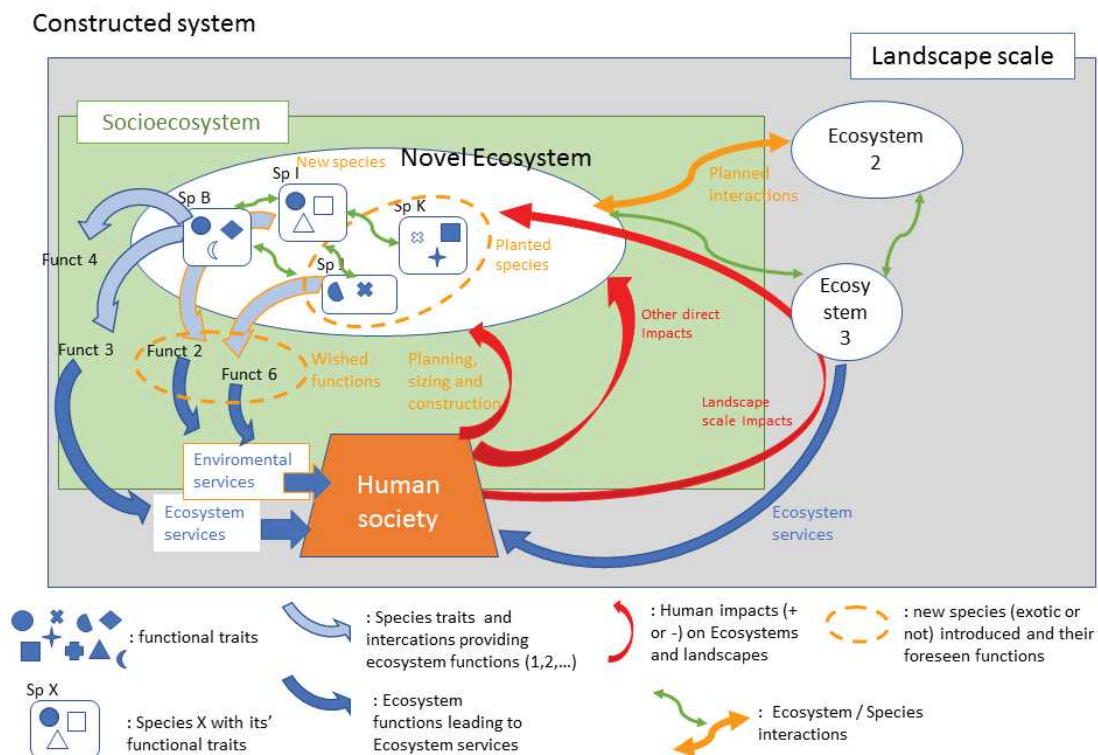 Constructed system
Landscape scale
Socioecosystem
Ecosystem
2
Novel Ecosystem
New species
Planned
interactions
Sp I
Sp B
Sp K
Planted
species
Funct 4
Sp J
Ecosy
stem
3
Other direct
Impacts
Funct 3
Funct 2
Funct 6
Wished
functions
Planning,
sizing and
construction
Landscape
scale Impacts
Enviromental
services
Human
society
Ecosystem
services
Ecosystem
services
: functional traits
: Species traits and
intercations providing
ecosystem functions (1,2,...)
: Human impacts (+
or -) on Ecosystems
and landscapes
: new species (exotic or
not) introduced and their
foreseen functions
Sp X
: Species X with its'
functional traits
: Ecosystem
functions leading to
Ecosystem services
: Ecosystem / Species
interactions